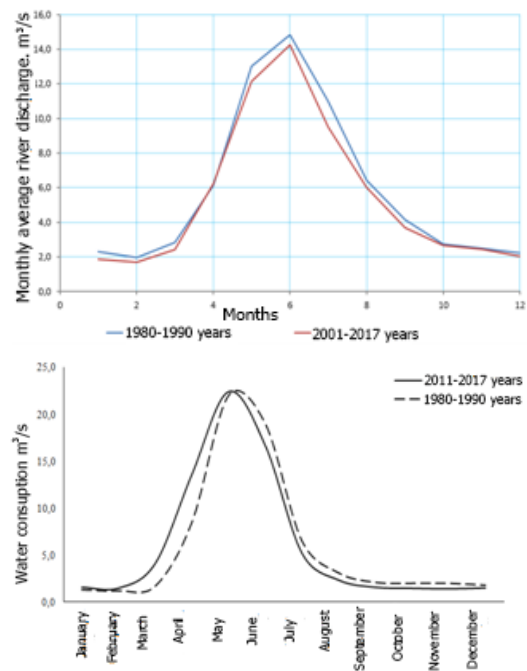 Monthly average river discharge. m³/s
16,0
14,0
12,0
10,0
8,0
6,0
4,0
2,0
0,0
0 2 4 6 8 10 12
Months
1980-1990 years 2001-2017 years
Water consuption m³/s
25,0
20,0
15,0
10,0
5,0
0,0
2011-2017 years
1980-1990 years
January February March April May June July August September October November December